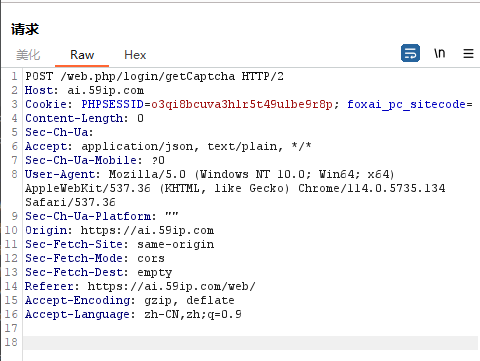 请求
美化 Raw Hex \n
1 POST /web.php/login/getCaptcha HTTP/2
2 Host: ai.59ip.com
3 Cookie: PHPSESSID=o3qi8bcuva3hlr5t49ulbe9r8p; foxai_pc_sitecode=
4 Content-Length: 0
5 Sec-Ch-Ua:
6 Accept: application/json, text/plain, */*
7 Sec-Ch-Ua-Mobile: ?0
8 User-Agent: Mozilla/5.0 (Windows NT 10.0; Win64; x64)
AppleWebKit/537.36 (KHTML, like Gecko) Chrome/114.0.5735.134
Safari/537.36
9 Sec-Ch-Ua-Platform: ""
10 Origin: https://ai.59ip.com
11 Sec-Fetch-Site: same-origin
12 Sec-Fetch-Mode: cors
13 Sec-Fetch-Dest: empty
14 Referer: https://ai.59ip.com/web/
15 Accept-Encoding: gzip, deflate
16 Accept-Language: zh-CN,zh;q=0.9
17
18